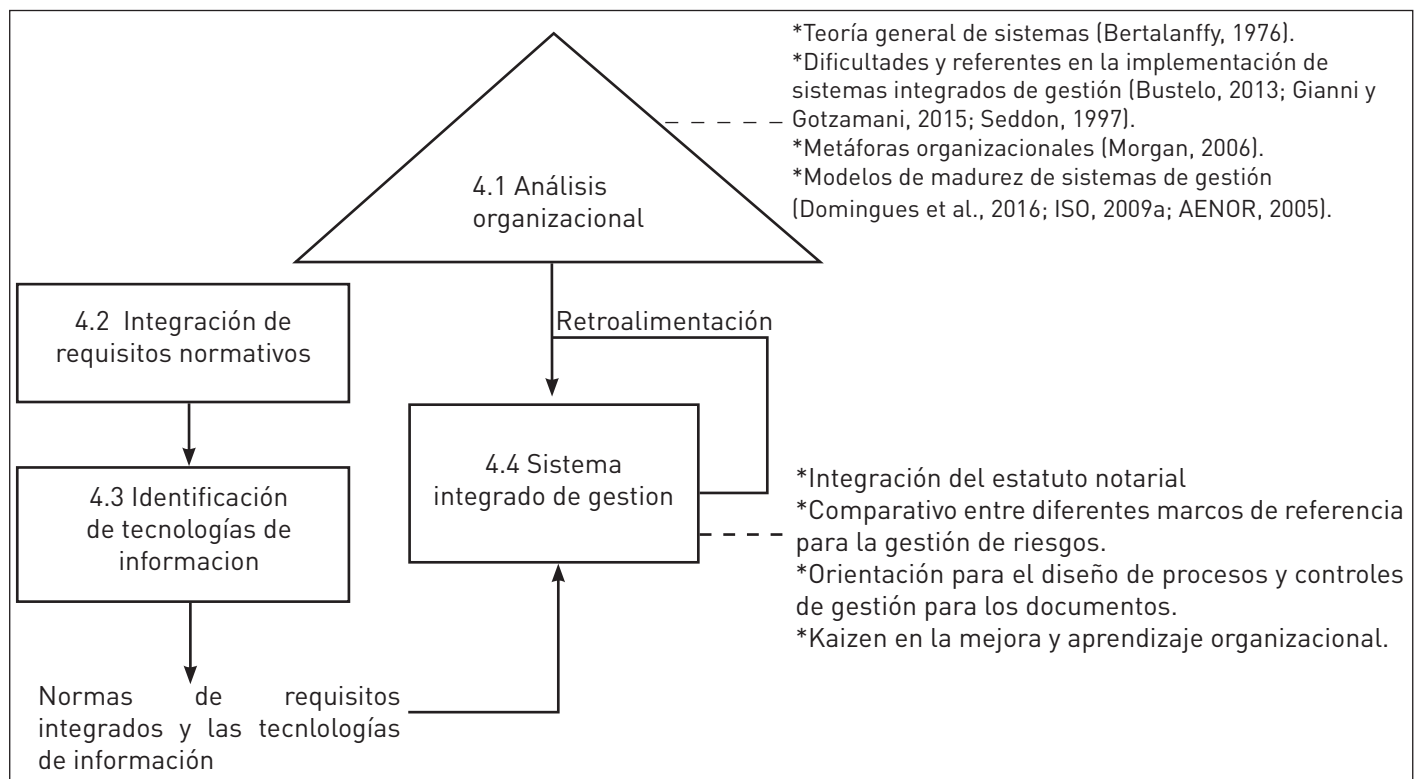 *Teoría general de sistemas (Bertalanffy, 1976).
*Dificultades y referentes en la implementación de
sistemas integrados de gestión (Bustelo, 2013; Gianni y
Gotzamani, 2015; Seddon, 1997).
*Metáforas organizacionales (Morgan, 2006).
*Modelos de madurez de sistemas de gestión
(Domingues et al., 2016; ISO, 2009a; AENOR, 2005).
4.1 Análisis
organizacional
4.2 Integración de
requisitos normativos
Retroalimentación
4.3 Identificación
de tecnologías de
informacion
4.4 Sistema
integrado de gestion
*Integración del estatuto notarial
*Comparativo entre diferentes marcos de referencia
para la gestión de riesgos.
*Orientación para el diseño de procesos y controles
de gestión para los documentos.
*Kaizen en la mejora y aprendizaje organizacional.
Normas de requisitos
integrados y las tecnlologías
de información